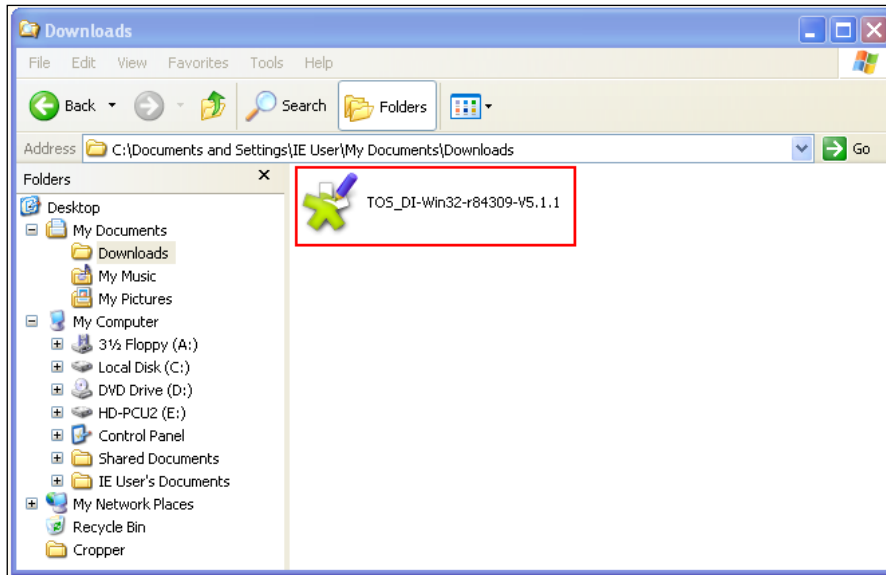 Downloads
File Edit View Favorites Tools Help
Back Search Folders
Address C:\Documents and Settings\IE User\My Documents\Downloads Go
Folders
Desktop
My Documents
Downloads
My Music
My Pictures
My Computer
3½ Floppy (A:)
Local Disk (C:)
DVD Drive (D:)
HD-PCU2 (E:)
Control Panel
Shared Documents
IE User's Documents
My Network Places
Recycle Bin
Cropper
TOS_DI-Win32-r84309-V5.1.1